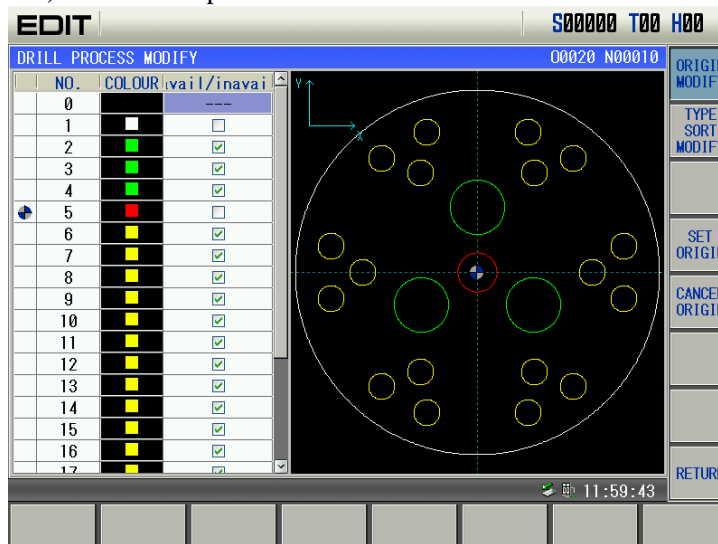 EDIT
S00000 T00 H00
DRILL PROCESS MODIFY
O0020 N00010
NO. COLOUR vail/inavai
0 ---
1
2
3
4
5
6
7
8
9
10
11
12
13
14
15
16
17
Y
X
ORIGI
MODIF
TYPE
SORT
MODIF
SET
ORIGI
CANCE
ORIGI
RETUR
11:59:43